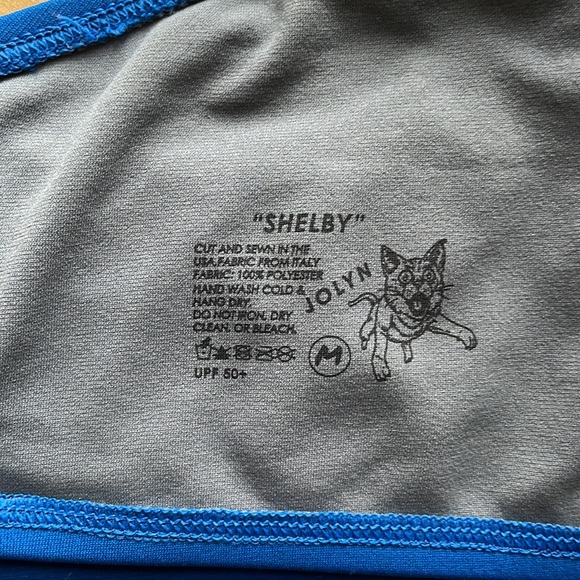 "SHELBY"
CUT AND SEWN IN THE
USA, FABRIC FROM ITALY
FABRIC: 100% POLYESTER
HAND WASH COLD &
HANG DRY.
DO NOT IRON, DRY
CLEAN, OR BLEACH.
JOLYN
M
UPF 50+